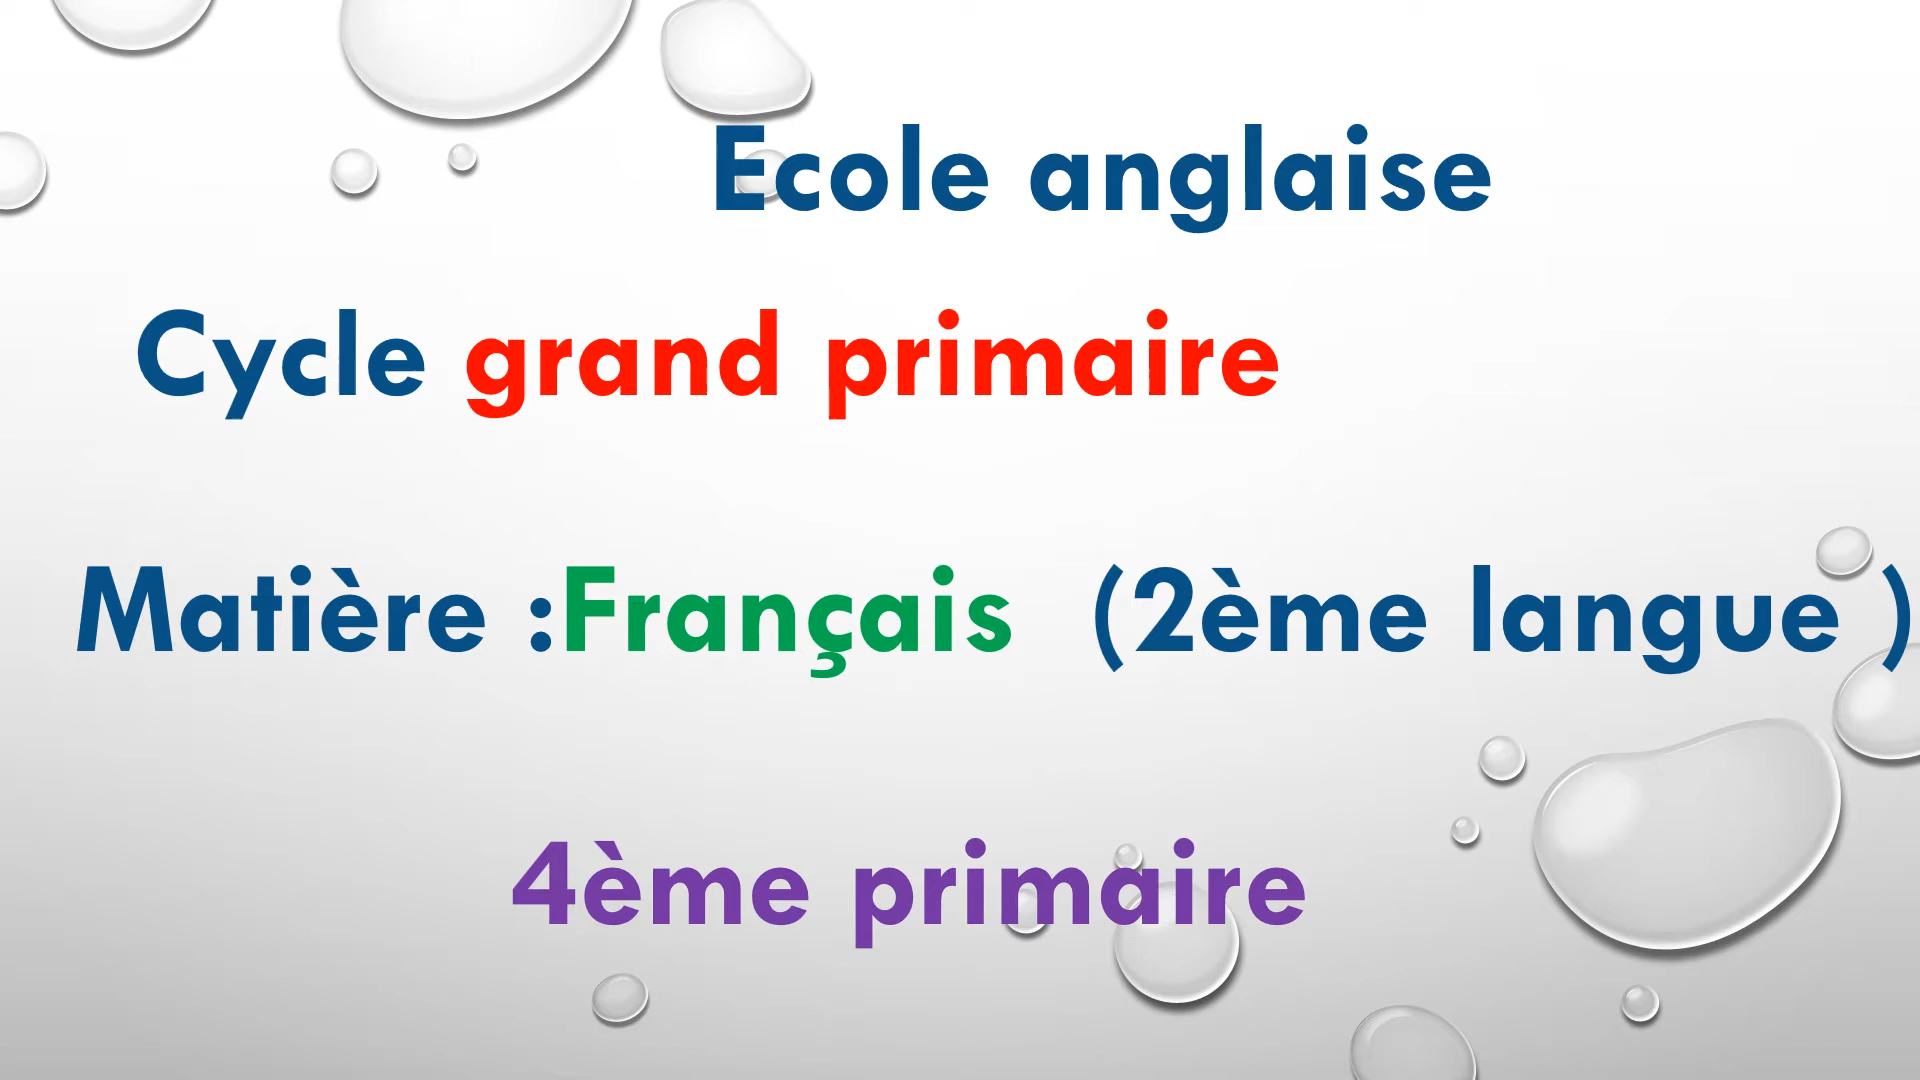 Ecole anglaise
Cycle grand primaire
Matière :Français (2ème langue )
4ème primaire